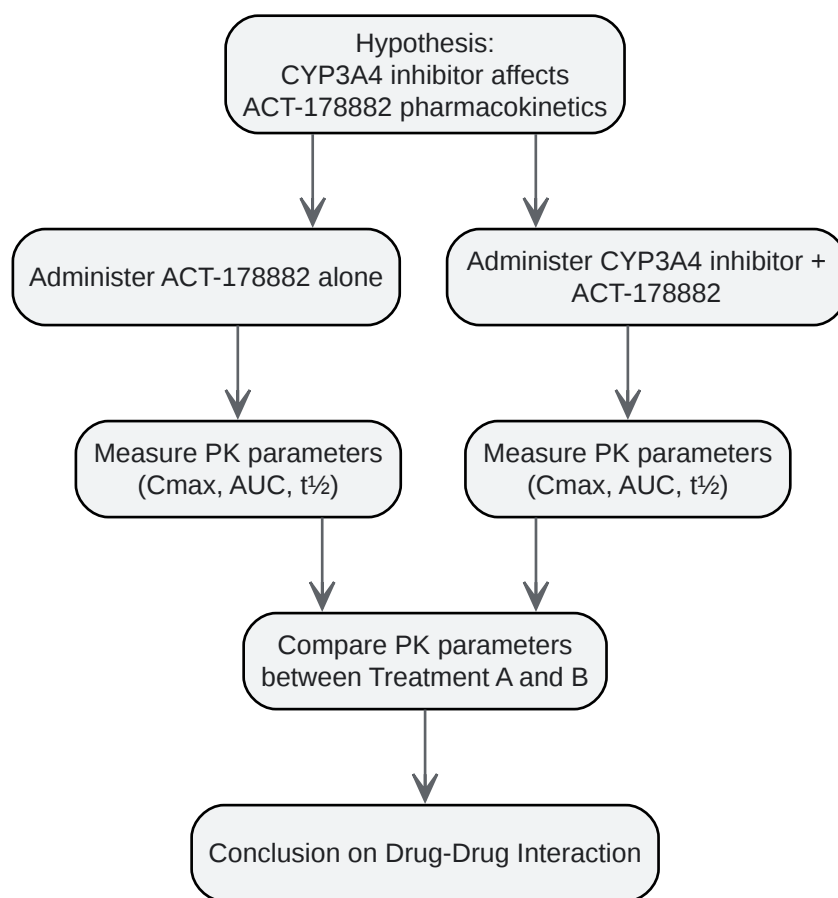 Hypothesis:
CYP3A4 inhibitor affects
ACT-178882 pharmacokinetics
Administer ACT-178882 alone
Administer CYP3A4 inhibitor +
ACT-178882
Measure PK parameters
(Cmax, AUC, t½)
Measure PK parameters
(Cmax, AUC, t½)
Compare PK parameters
between Treatment A and B
Conclusion on Drug-Drug Interaction